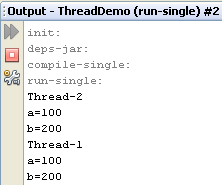 Output - ThreadDemo (run-single) #2
init:
deps-jar:
compile-single:
run-single:
Thread-2
a=100
b=200
Thread-1
a=100
b=200